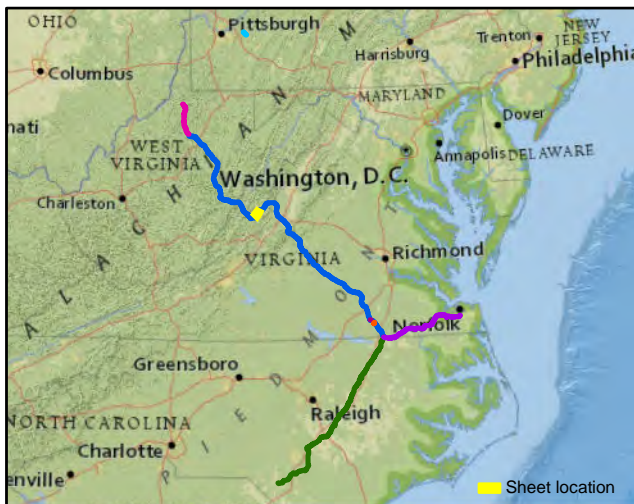 OHIO
Pittsburgh
NEW
JERSEY
Trenton
Harrisburg
Philadelphia
Columbus
MARYLAND
Dover
nati
WEST
VIRGINIA
Annapolis
DELAWARE
Washington, D.C.
Charleston
A L A C H I A N M
VIRGINIA
Richmond
Norfolk
P I E D M O N T
Greensboro
Raleigh
NORTH CAROLINA
Charlotte
enville
Sheet location